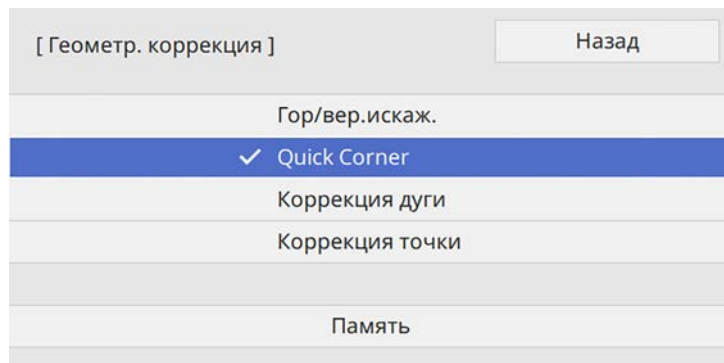 [ Геометр. коррекция ]
Назад
Гор/вер.искаж.
Quick Corner
Коррекция дуги
Коррекция точки
Память